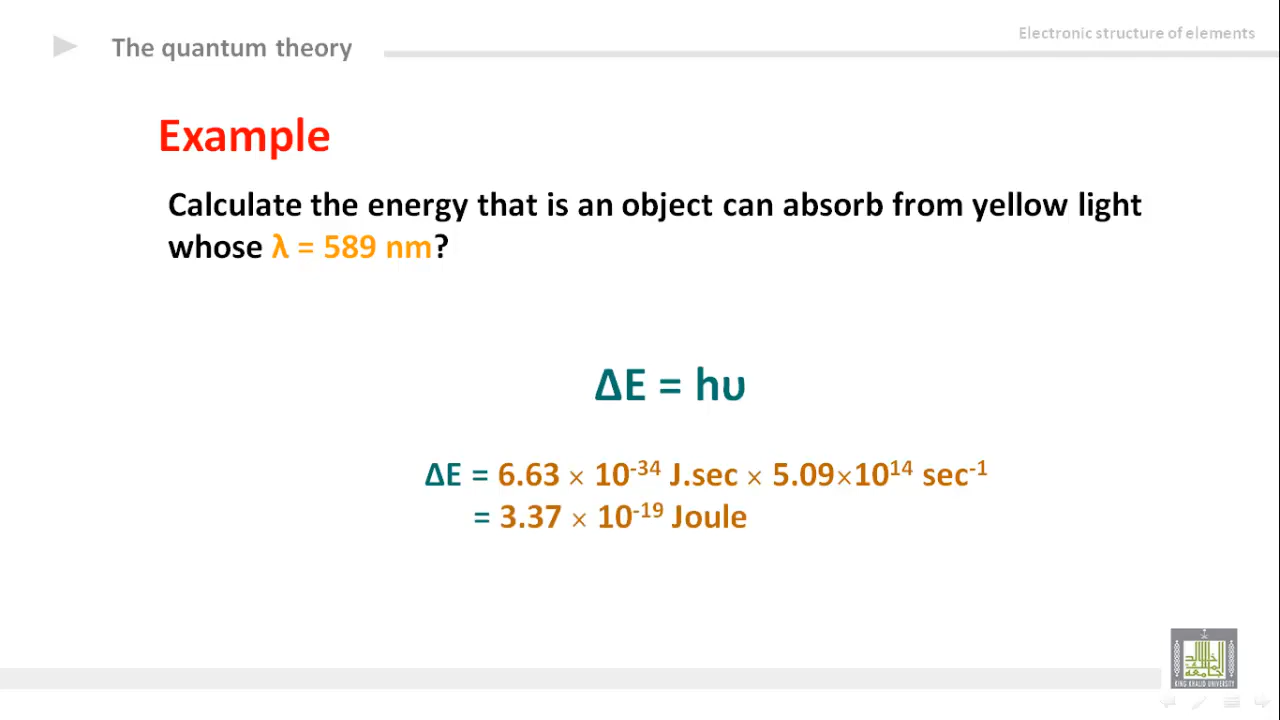 The quantum theory
Electronic structure of elements
Example
Calculate the energy that is an object can absorb from yellow light
whose λ = 589 nm?
ΔE = hυ
ΔE = 6.63 × 10⁻³⁴ J.sec × 5.09×10¹⁴ sec⁻¹
= 3.37 × 10⁻¹⁹ Joule
KING KHALID UNIVERSITY